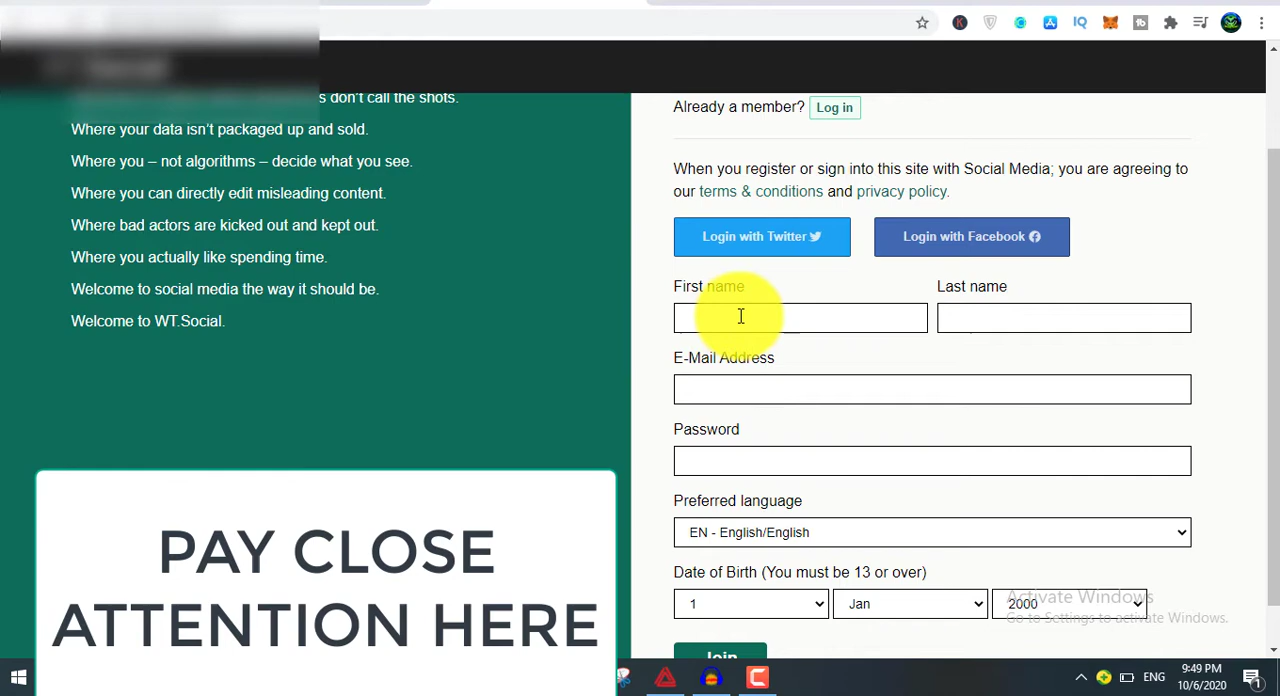 s don't call the shots.
Where your data isn't packaged up and sold.
Where you – not algorithms – decide what you see.
Where you can directly edit misleading content.
Where bad actors are kicked out and kept out.
Where you actually like spending time.
Welcome to social media the way it should be.
Welcome to WT.Social.
PAY CLOSE
ATTENTION HERE
Already a member? Log in
When you register or sign into this site with Social Media; you are agreeing to
our terms & conditions and privacy policy.
Login with Twitter
Login with Facebook
First name
Last name
E-Mail Address
Password
Preferred language
EN - English/English
Date of Birth (You must be 13 or over)
1
Jan
2000
Join
Activate Windows
Go to Settings to activate Windows.
IQ
ENG
9:49 PM
10/6/2020
1